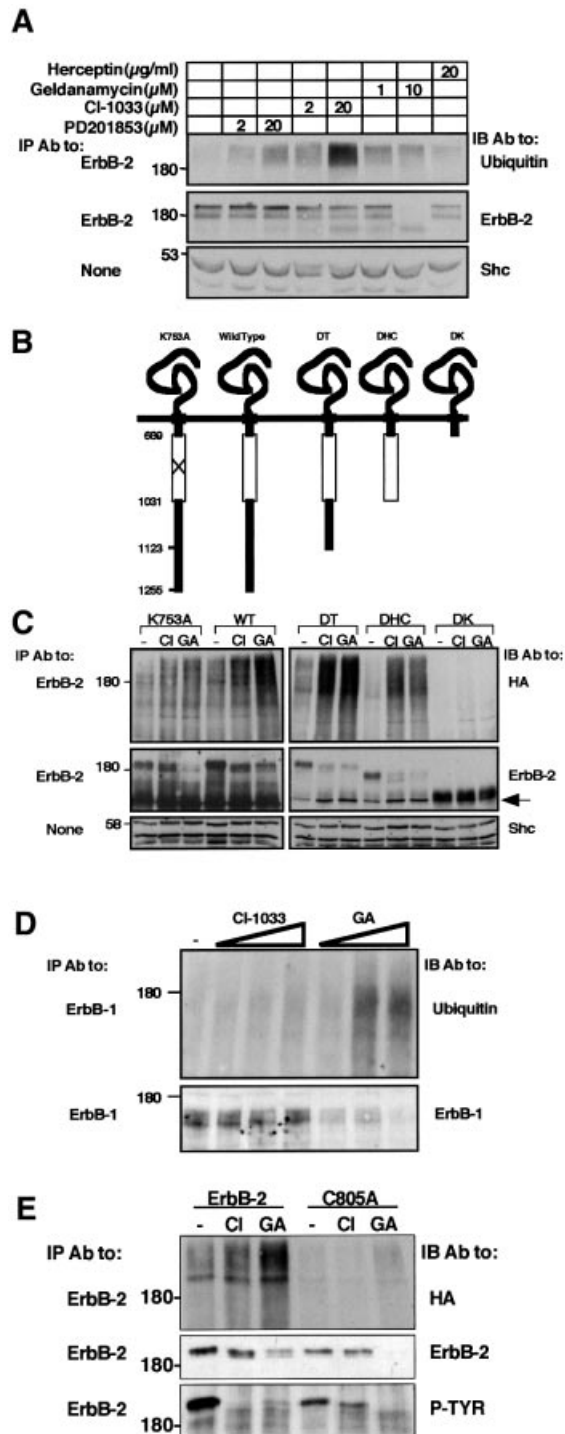 A
Herceptin(µg/ml) 20
Geldanamycin(µM) 1 10
CI-1033(µM) 2 20
PD201853(µM) 2 20
IP Ab to: IB Ab to:
ErbB-2 180 Ubiquitin
ErbB-2 180 ErbB-2
53
None Shc
B
K753A WildType DT DHC DK
689
1031
1123
1255
C
K753A WT DT DHC DK
- CI GA - CI GA - CI GA - CI GA - CI GA
IP Ab to: IB Ab to:
ErbB-2 180 HA
ErbB-2 180 ErbB-2
None 58 Shc
D
CI-1033 GA
-
IP Ab to: IB Ab to:
180
ErbB-1 Ubiquitin
180
ErbB-1 ErbB-1
E
ErbB-2 C805A
- CI GA - CI GA
IP Ab to: IB Ab to:
ErbB-2 180 HA
ErbB-2 180 ErbB-2
ErbB-2 180 P-TYR